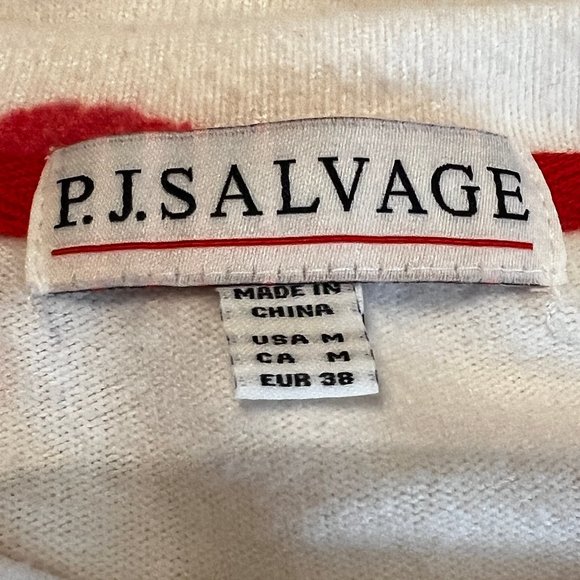 P.J.SALVAGE
MADE IN
CHINA
USA M
CA M
EUR 38